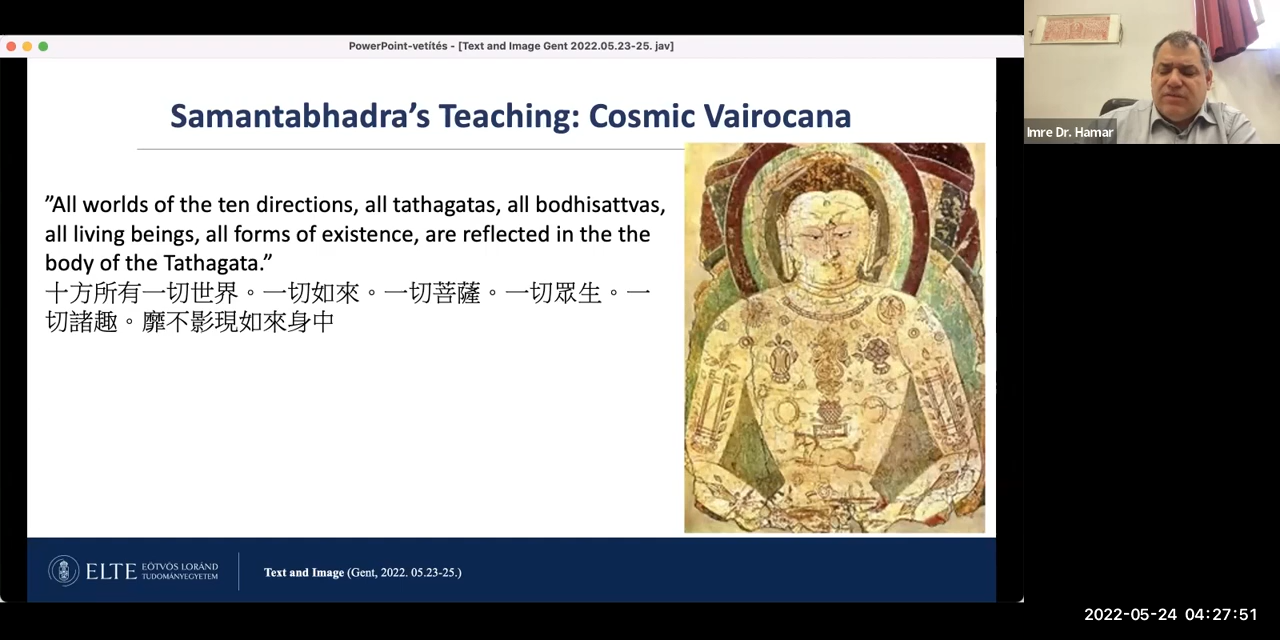 PowerPoint-vetítés - [Text and Image Gent 2022.05.23-25. jav]
Samantabhadra's Teaching: Cosmic Vairocana
”All worlds of the ten directions, all tathagatas, all bodhisattvas,
all living beings, all forms of existence, are reflected in the the
body of the Tathagata.”
十方所有一切世界。一切如來。一切菩薩。一切眾生。一
切諸趣。靡不影現如來身中
ELTE EÖTVÖS LORÁND
TUDOMÁNYEGYETEM
Text and Image (Gent, 2022. 05.23-25.)
Imre Dr. Hamar
2022-05-24 04:27:51